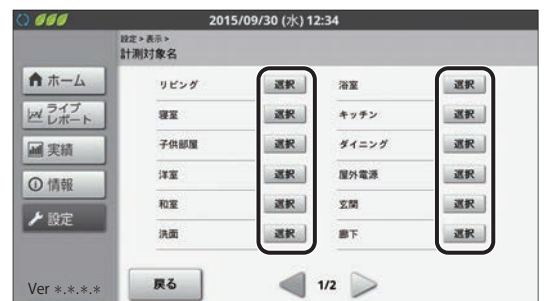 2015/09/30 (水) 12:34
設定 > 表示 >
計測対象名
ホーム
ライブ
レポート
実績
情報
設定
Ver *.*.*.*
リビング 選択 浴室 選択
寝室 選択 キッチン 選択
子供部屋 選択 ダイニング 選択
洋室 選択 屋外電源 選択
和室 選択 玄関 選択
洗面 選択 廊下 選択
戻る 1/2